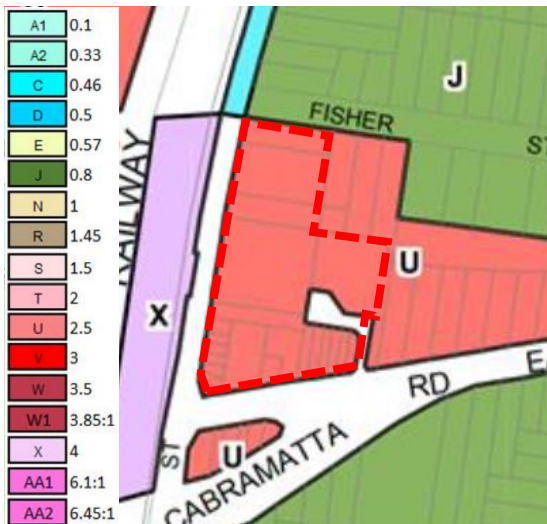 A1 0.1
A2 0.33
C 0.46
D 0.5
E 0.57
J 0.8
N 1
R 1.45
S 1.5
T 2
U 2.5
V 3
W 3.5
W1 3.85:1
X 4
AA1 6.1:1
AA2 6.45:1
J
FISHER
ST
RAILWAY
U
X
RD
E
ST
U
CABRAMATTA